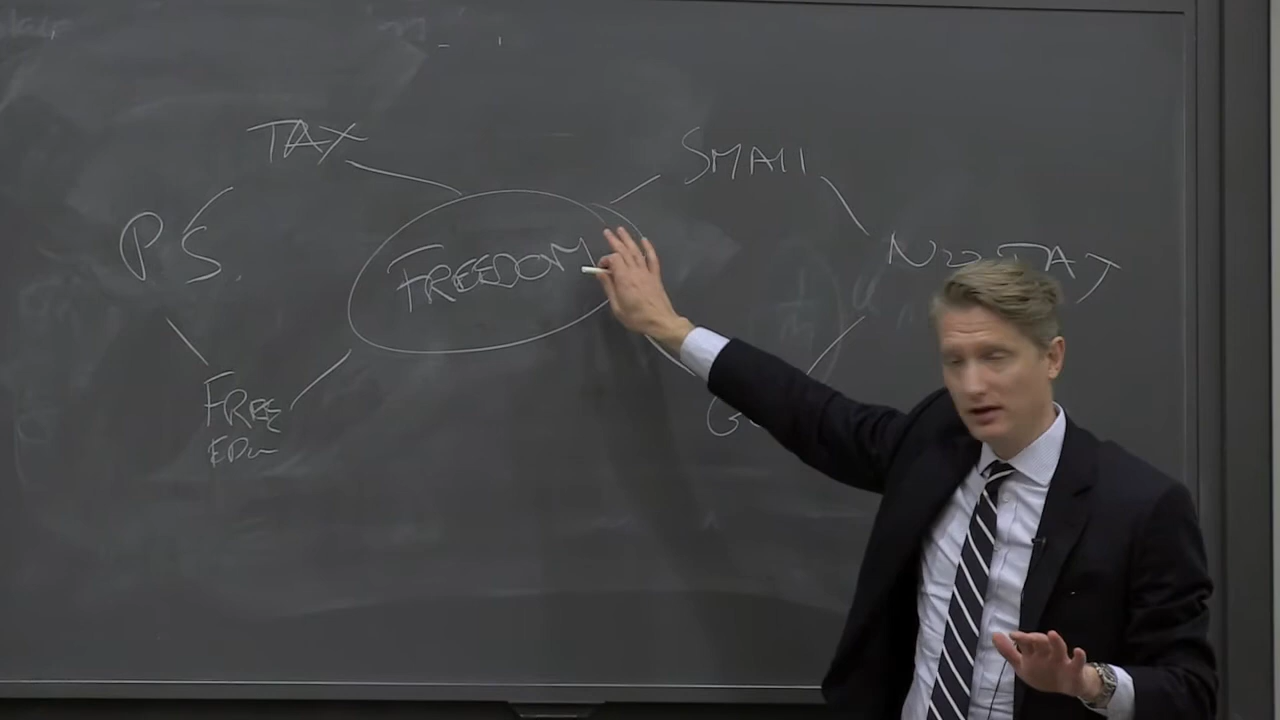 TAX
SMALL
P S.
FREEDOM
NO TAX
FREE
EDU
G